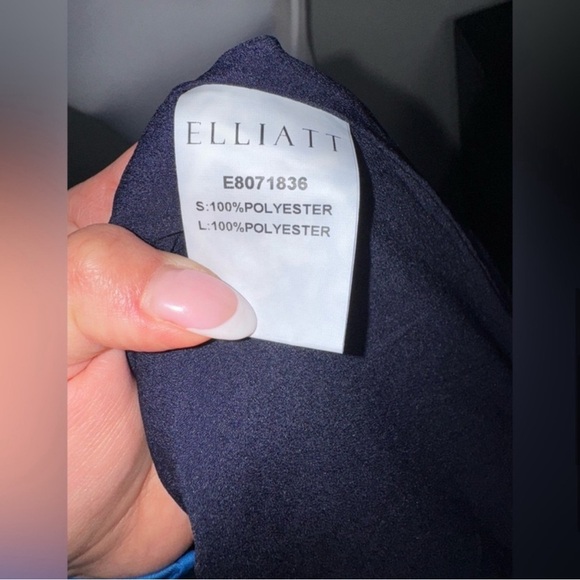 ELLIATT
E8071836
S:100%POLYESTER
L:100%POLYESTER